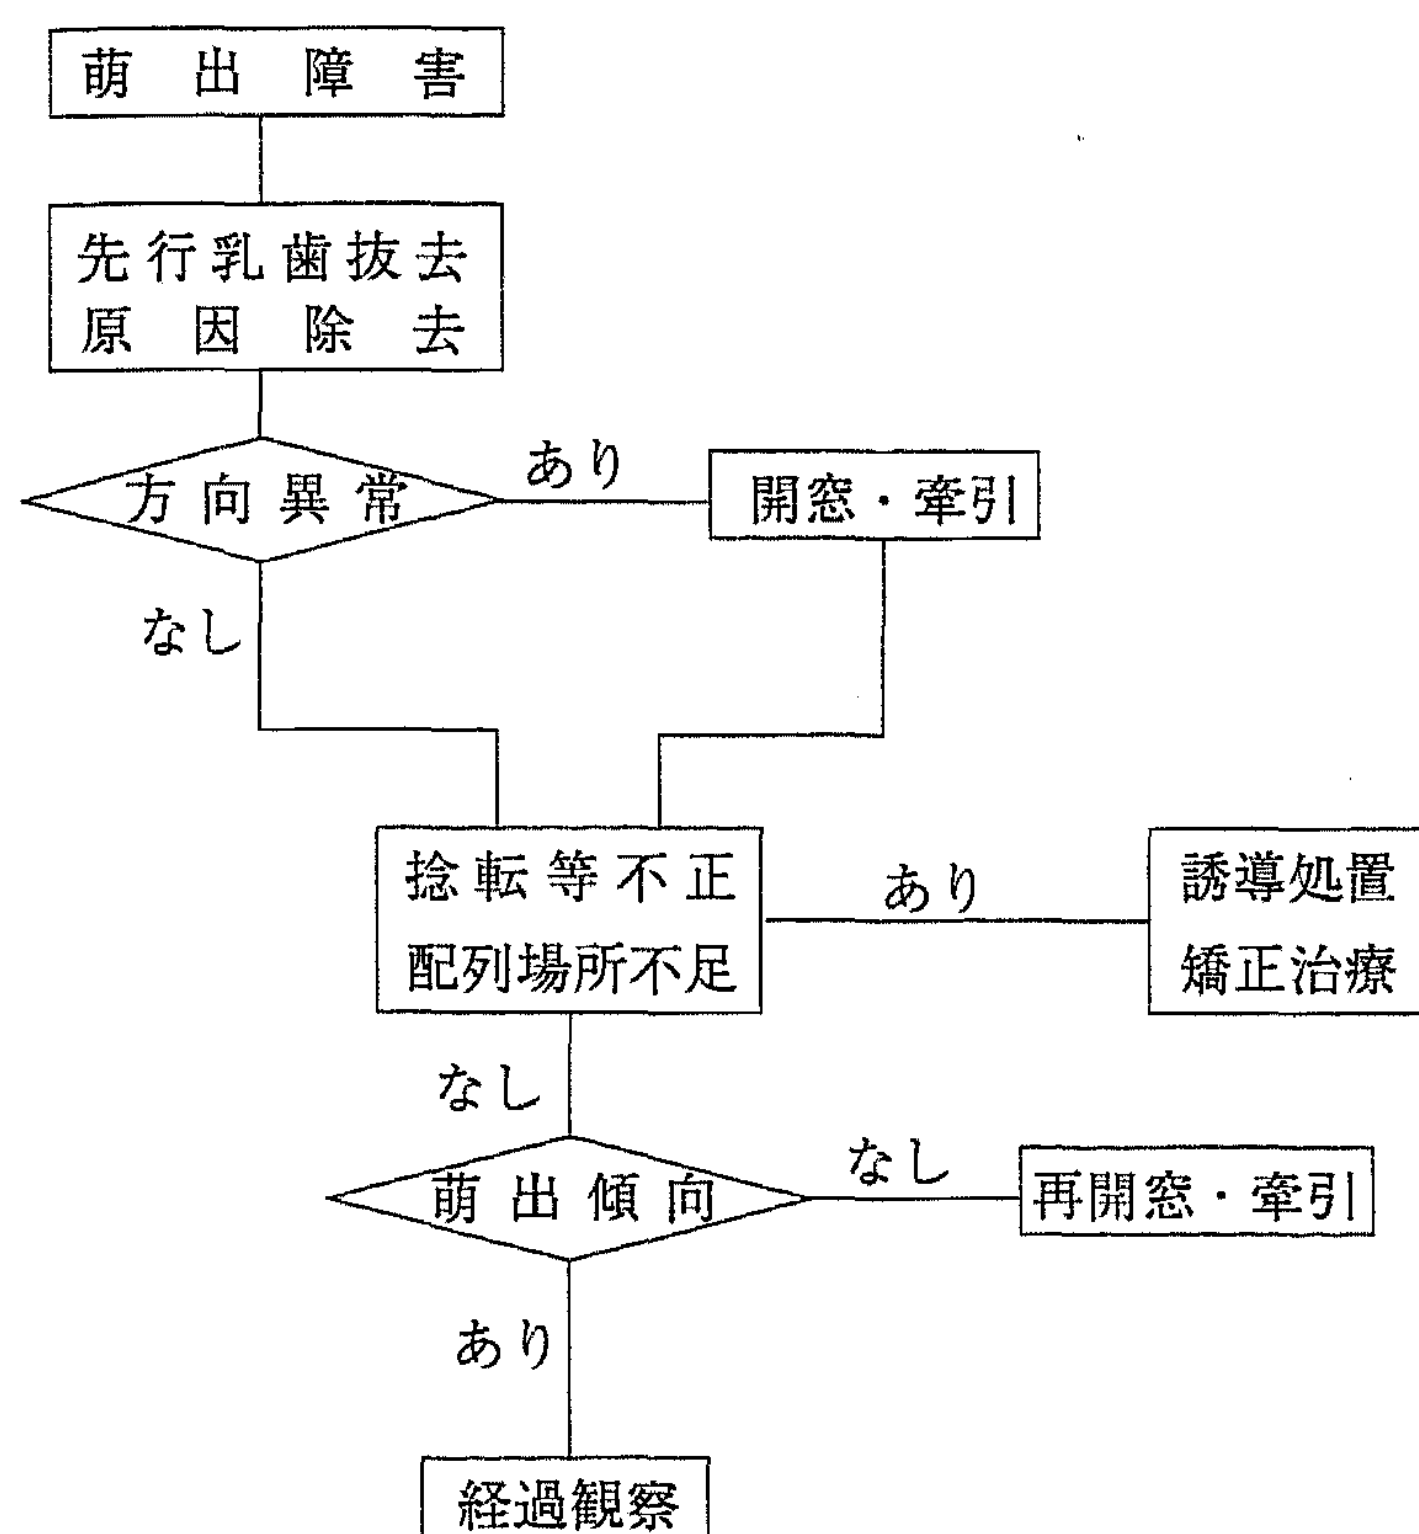 萌出障害
先行乳歯抜去
原因除去
方向異常
あり
開窓・牽引
なし
捻転等不正
配列場所不足
あり
誘導処置
矯正治療
なし
萌出傾向
なし
再開窓・牽引
あり
経過観察